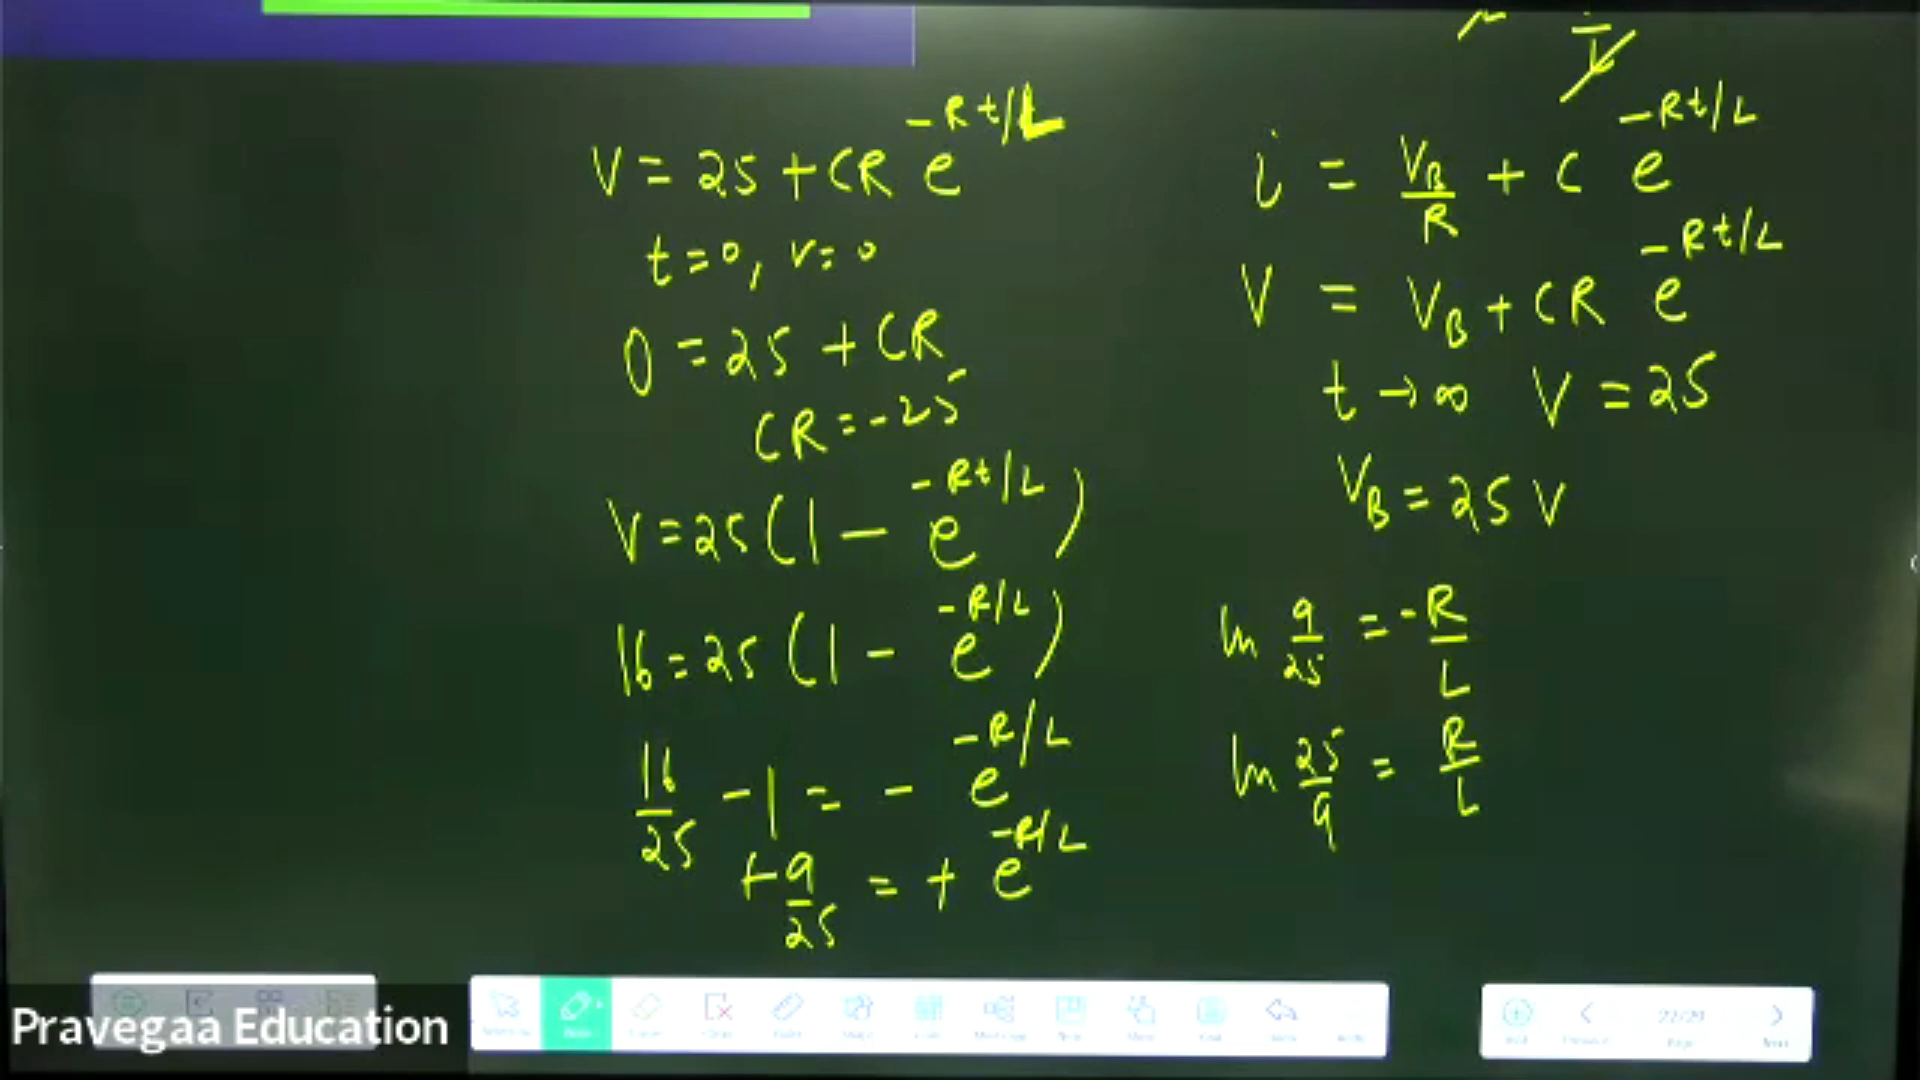 V = 25 + CR e^{-Rt/L}
t = 0, v = 0
0 = 25 + CR
CR = -25
V = 25 (1 - e^{-Rt/L})
16 = 25 (1 - e^{-R/L})
16/25 - 1 = - e^{-R/L}
+ 9/25 = + e^{-R/L}
i = V_B/R + C e^{-Rt/L}
V = V_B + CR e^{-Rt/L}
t → ∞ V = 25
V_B = 25 V
ln 9/25 = - R/L
ln 25/9 = R/L
Pravegaa Education